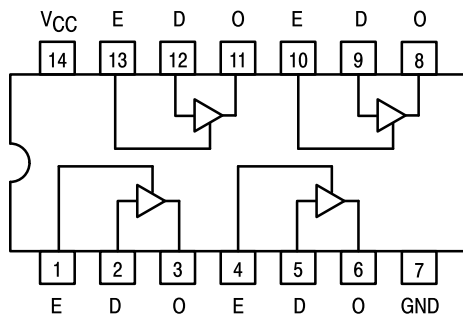 VCC E D O E D O
14 13 12 11 10 9 8
1 2 3 4 5 6 7
E D O E D O GND